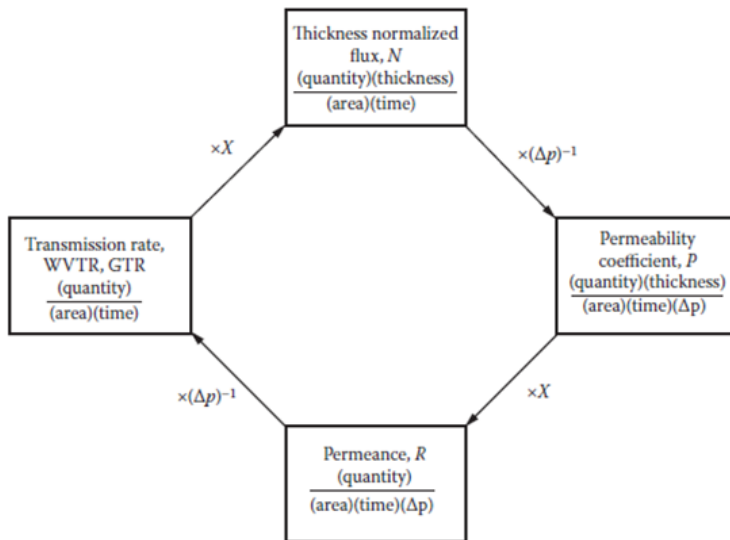 Thickness normalized
flux, N
(quantity)(thickness)
(area)(time)
×X
×(Δp)⁻¹
Transmission rate,
WVTR, GTR
(quantity)
(area)(time)
Permeability
coefficient, P
(quantity)(thickness)
(area)(time)(Δp)
×(Δp)⁻¹
×X
Permeance, R
(quantity)
(area)(time)(Δp)